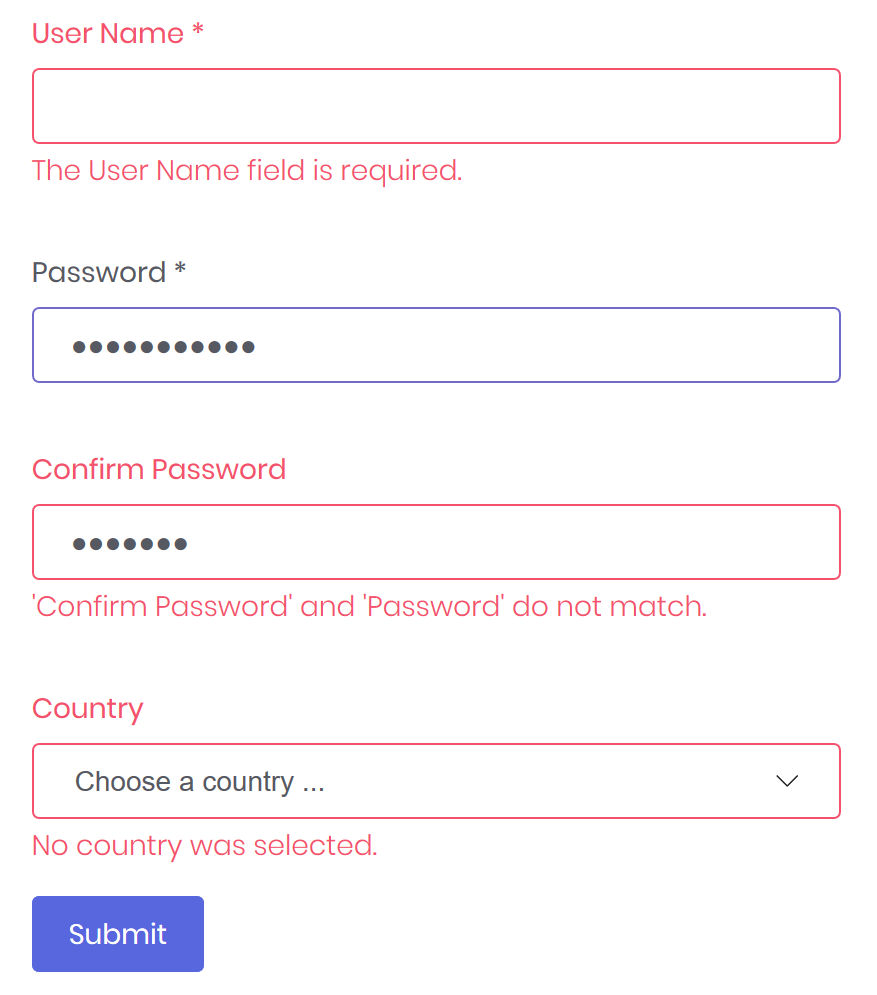 User Name *
The User Name field is required.
Password *
•••••••••••
Confirm Password
•••••••
'Confirm Password' and 'Password' do not match.
Country
Choose a country ...
No country was selected.
Submit